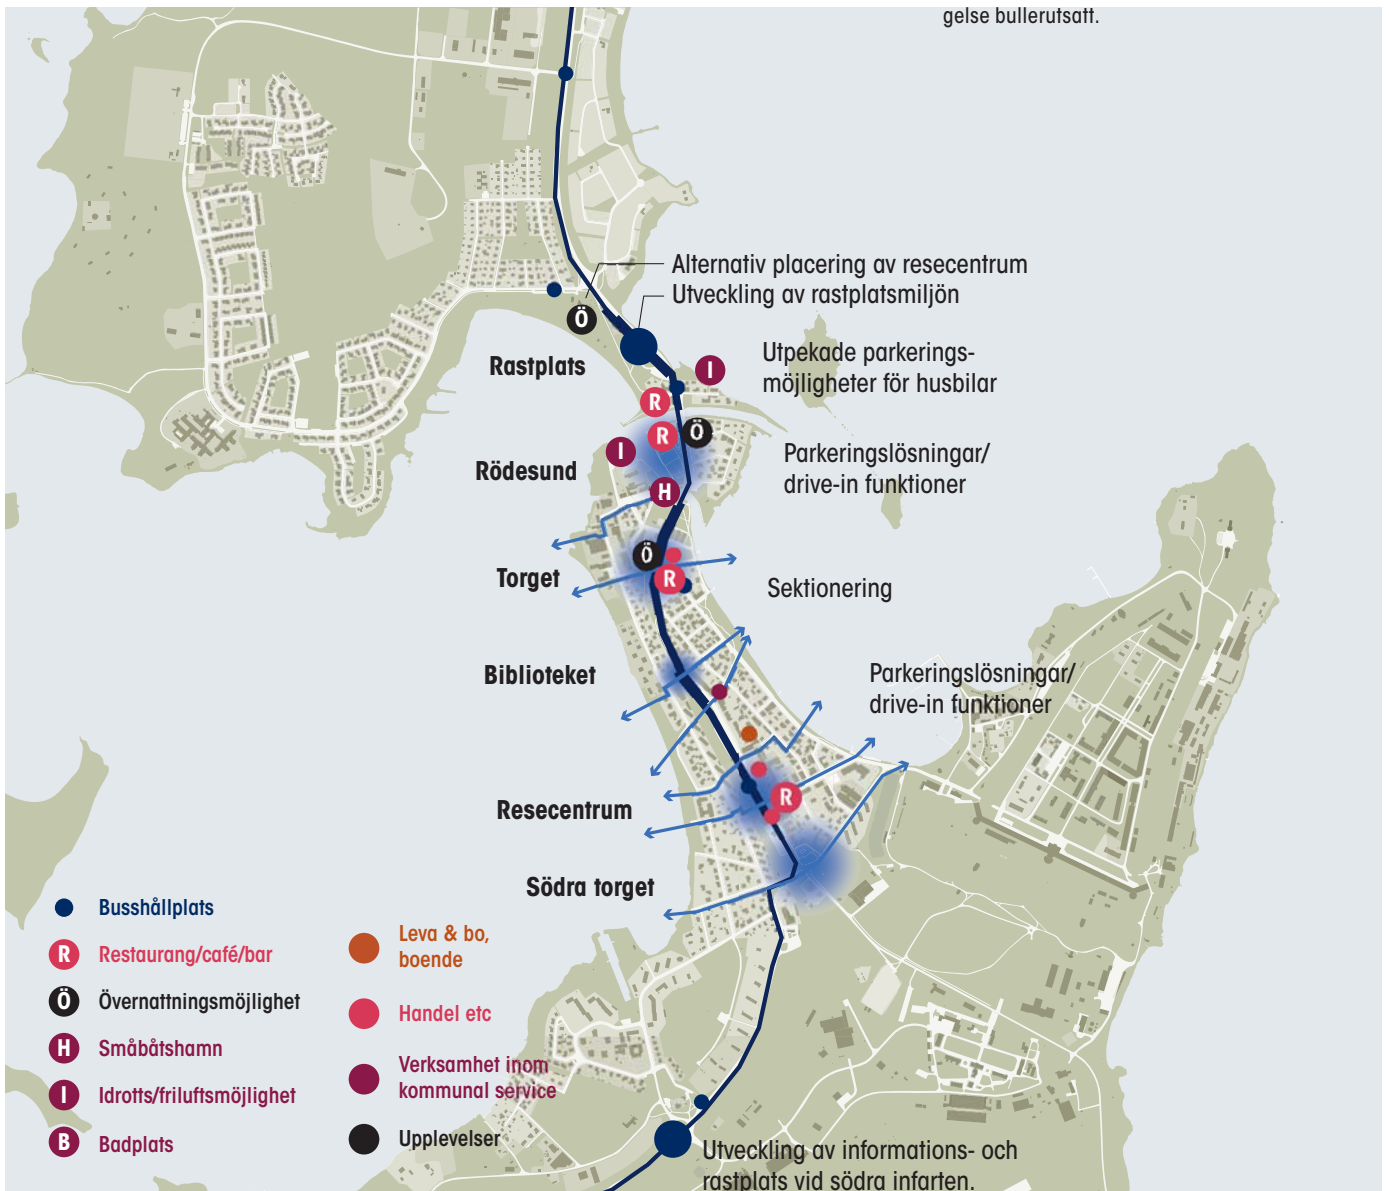 gelse bullerutsatt.
Alternativ placering av resecentrum
Utveckling av rastplatsmiljön
Ö
Rastplats
Utpekade parkerings-
möjligheter för husbilar
I
R
R
Ö
I
Rödesund
Parkeringslösningar/
drive-in funktioner
H
Ö
Torget
R
Sektionering
Biblioteket
Parkeringslösningar/
drive-in funktioner
Resecentrum
R
Södra torget
Busshållplats
R Restaurang/café/bar
Ö Övernattningsmöjlighet
H Småbåtshamn
I Idrotts/friluftsmöjlighet
B Badplats
Leva & bo,
boende
Handel etc
Verksamhet inom
kommunal service
Upplevelser
Utveckling av informations- och
rastplats vid södra infarten.